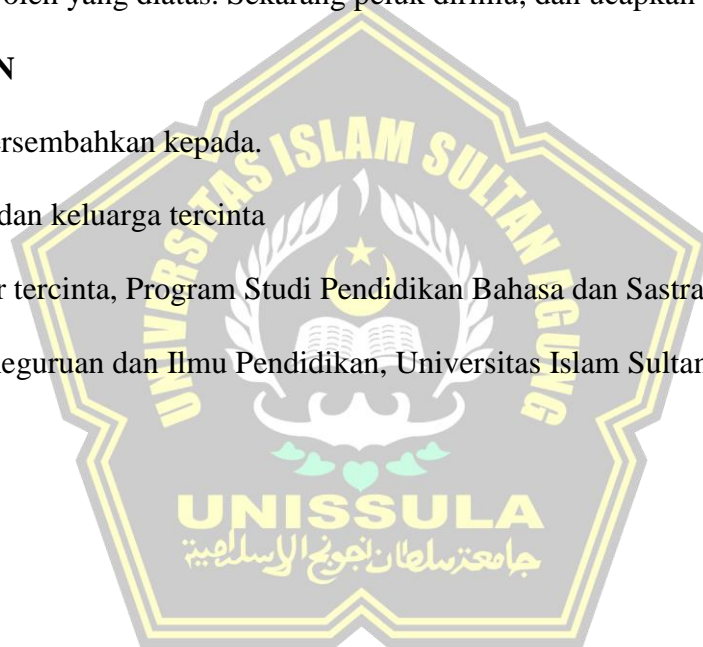 oleh yang diatas. Sekarang peluk dirimu, dan ucapkan
N
ersembahkan kepada.
dan keluarga tercinta
r tercinta, Program Studi Pendidikan Bahasa dan Sastra
eguruan dan Ilmu Pendidikan, Universitas Islam Sultan
UNIVERSITAS ISLAM SULTAN AGUNG
UNISSULA
جامعة سلطان أجونج الإسلامية